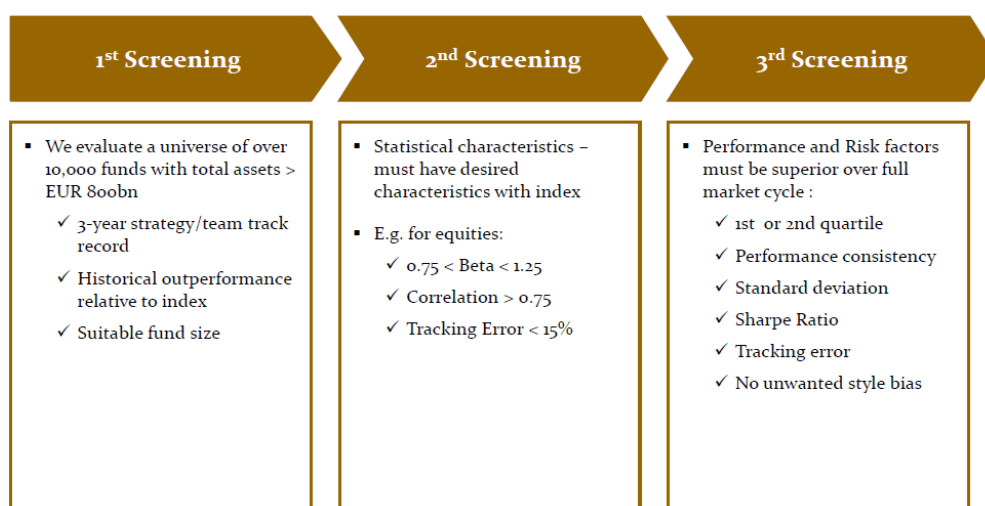 1st Screening
2nd Screening
3rd Screening
▪ We evaluate a universe of over
10,000 funds with total assets >
EUR 800bn
✓ 3-year strategy/team track
record
✓ Historical outperformance
relative to index
✓ Suitable fund size
▪ Statistical characteristics –
must have desired
characteristics with index
▪ E.g. for equities:
✓ 0.75 < Beta < 1.25
✓ Correlation > 0.75
✓ Tracking Error < 15%
▪ Performance and Risk factors
must be superior over full
market cycle :
✓ 1st or 2nd quartile
✓ Performance consistency
✓ Standard deviation
✓ Sharpe Ratio
✓ Tracking error
✓ No unwanted style bias